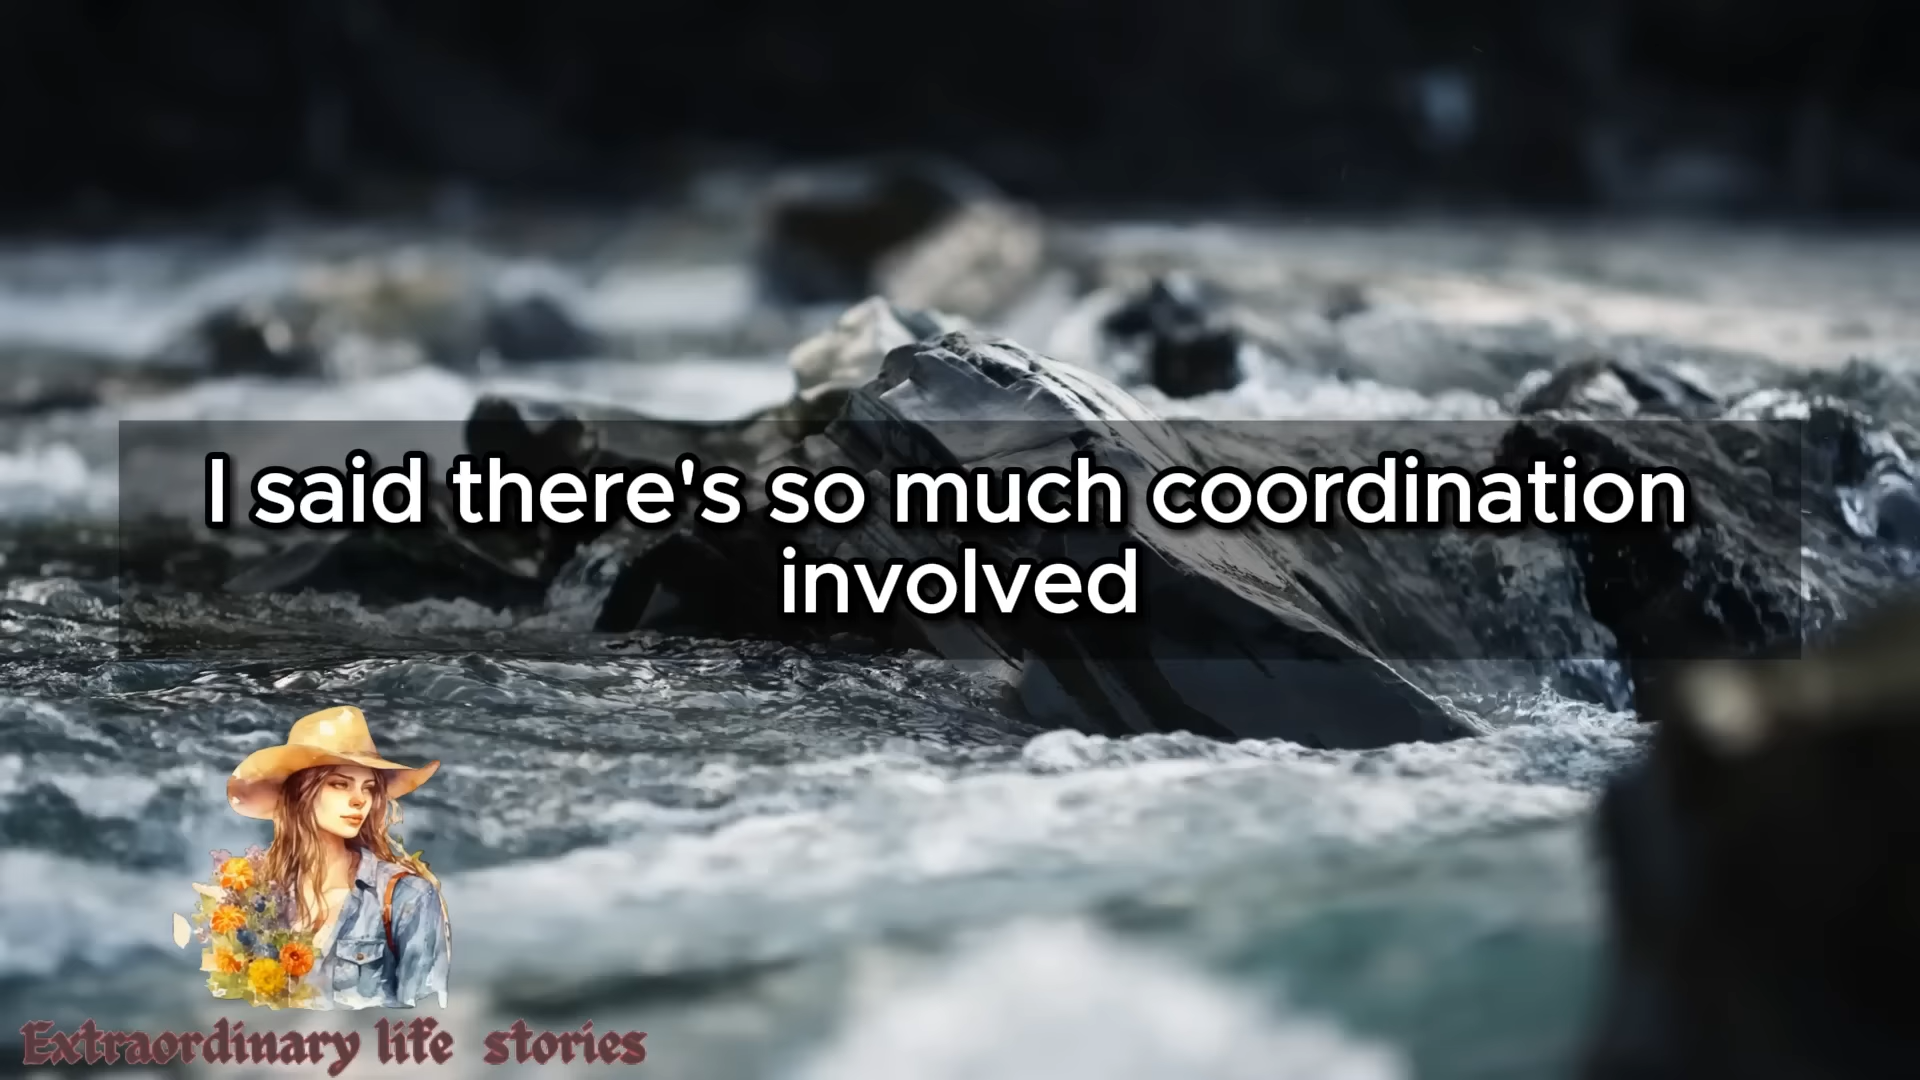 I said there's so much coordination
involved
Extraordinary life stories